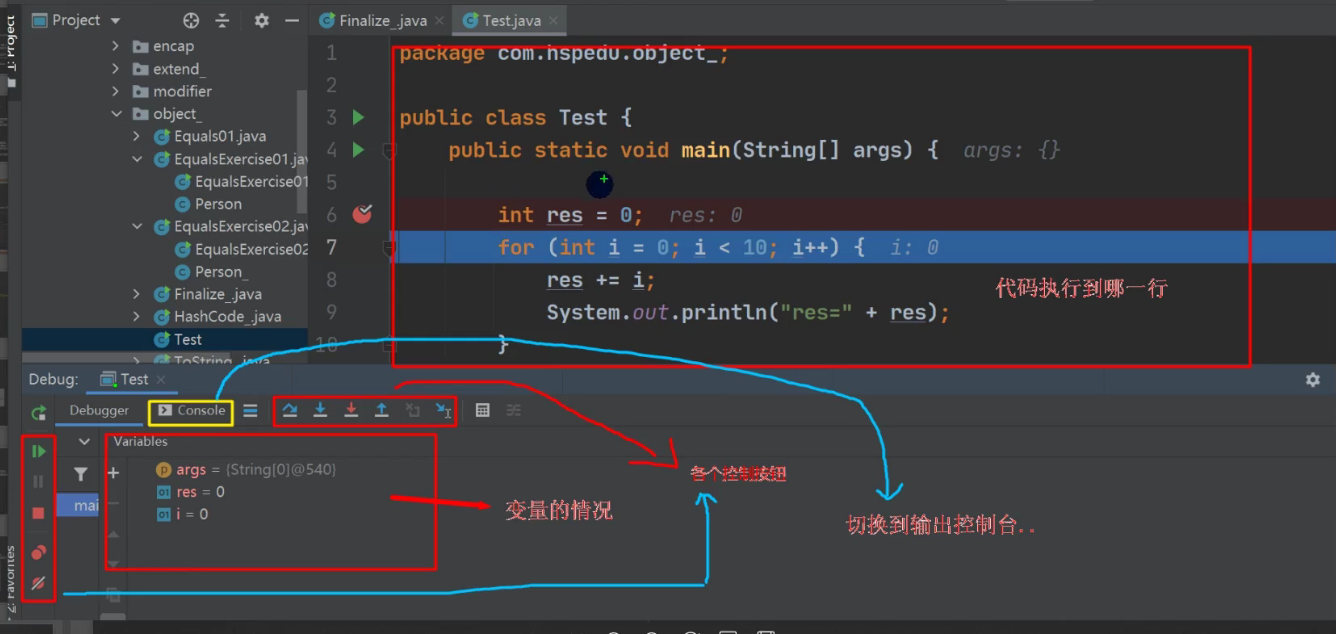 1: Project
Project
Finalize_.java
Test.java
encap
extend_
modifier
object_
Equals01.java
EqualsExercise01.jav
EqualsExercise01
Person
EqualsExercise02.jav
EqualsExercise02
Person_
Finalize_.java
HashCode_.java
Test
ToString_.java
1 package com.hspedu.object_;
2
3 public class Test {
4 public static void main(String[] args) { args: {}
5
6 int res = 0; res: 0
7 for (int i = 0; i < 10; i++) { i: 0
8 res += i;
9 System.out.println("res=" + res);
10 }
代码执行到哪一行
Debug:
Test
Debugger
Console
Variables
args = {String[0]@540}
res = 0
i = 0
mai
变量的情况
各个控制按钮
切换到输出控制台..
2: Favorites